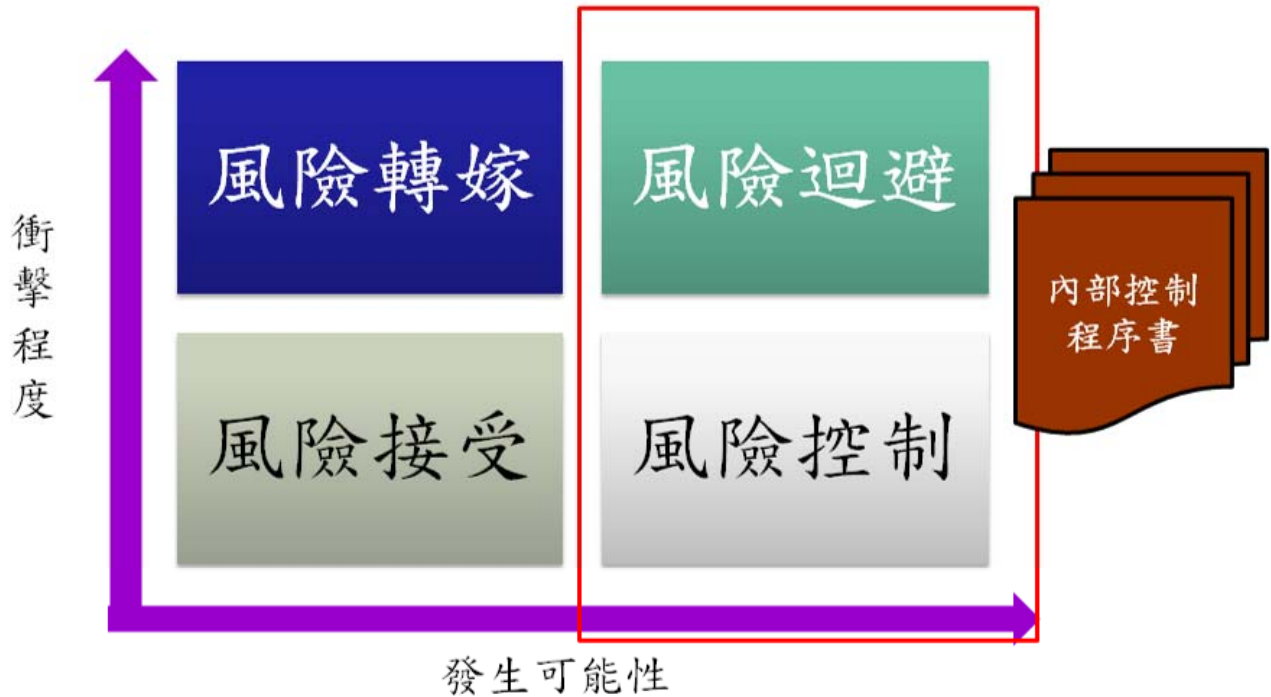 風險轉嫁
風險迴避
衝擊程度
內部控制
程序書
風險接受
風險控制
發生可能性